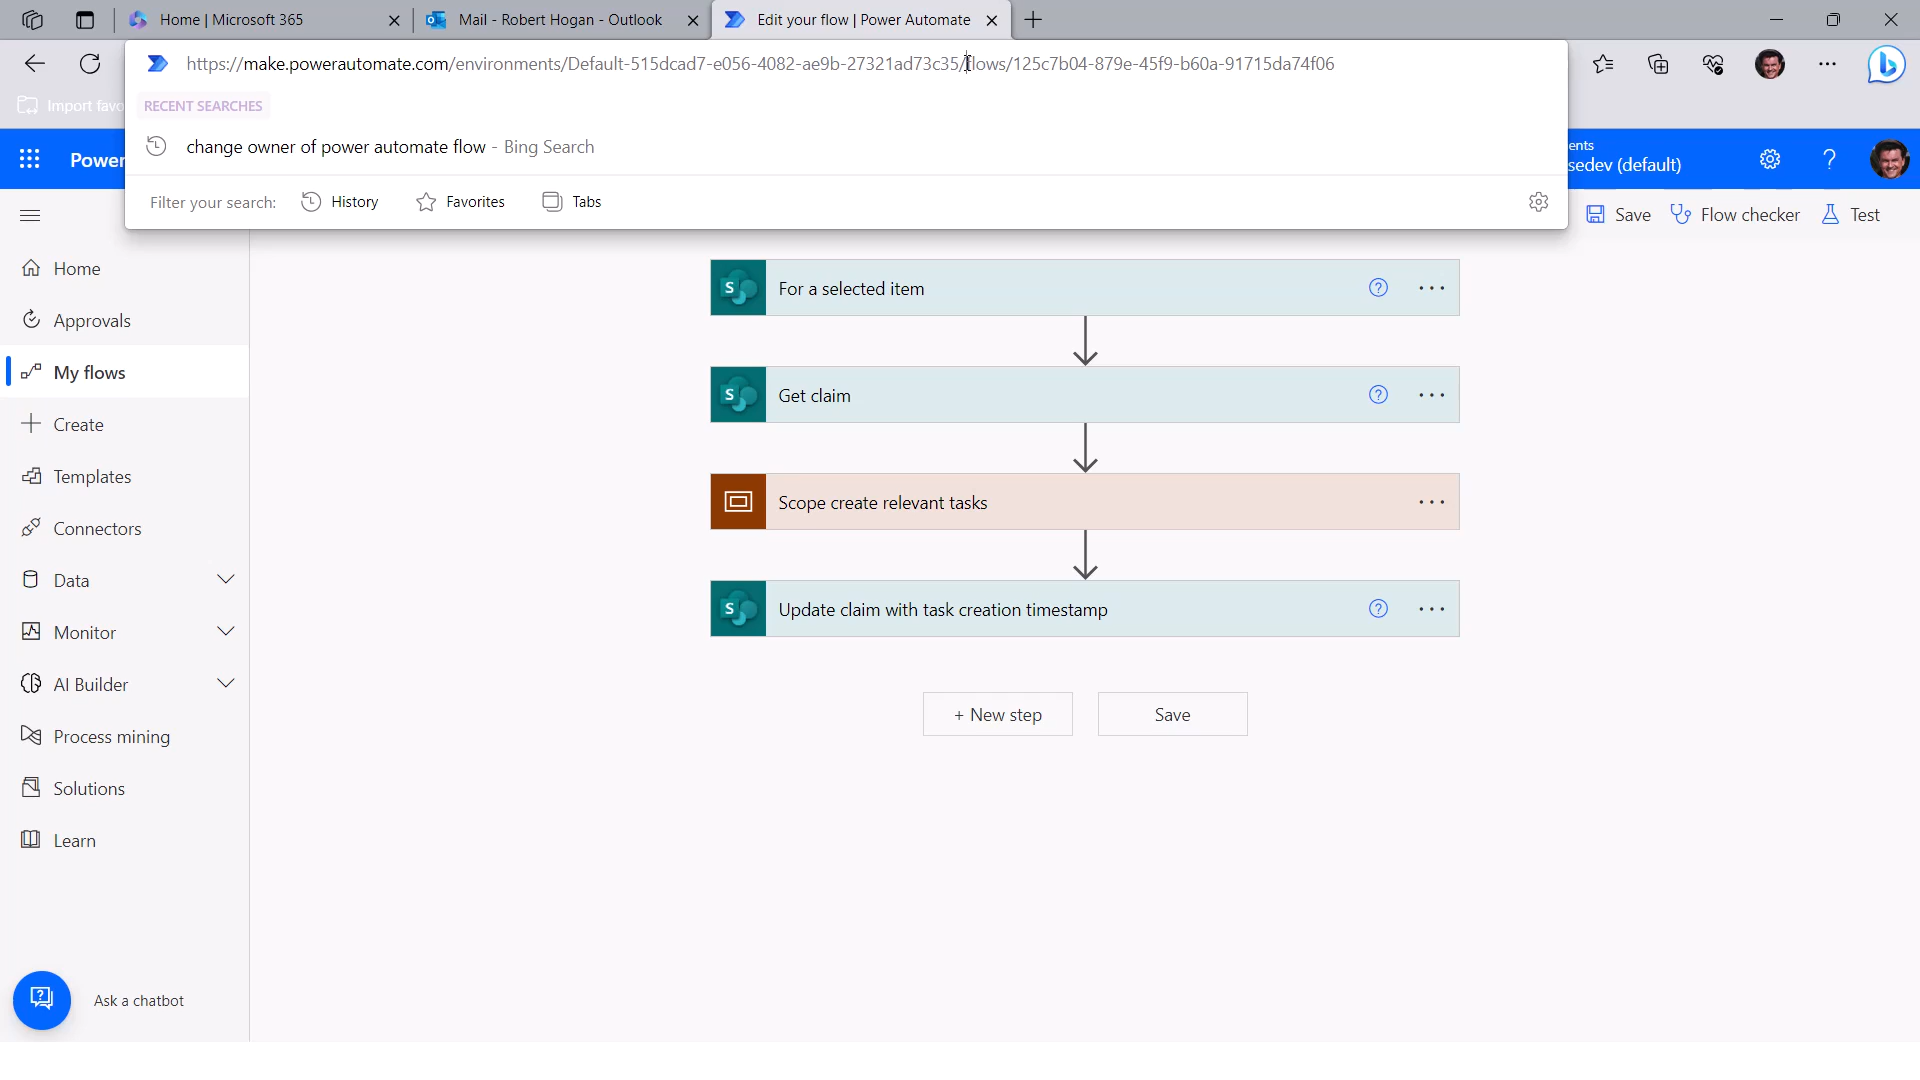 Home | Microsoft 365
Mail - Robert Hogan - Outlook
Edit your flow | Power Automate
https://make.powerautomate.com/environments/Default-515dcad7-e056-4082-ae9b-27321ad73c35/flows/125c7b04-879e-45f9-b60a-91715da74f06
Import favo
RECENT SEARCHES
change owner of power automate flow - Bing Search
Filter your search:
History
Favorites
Tabs
Power
ents
sedev (default)
Save
Flow checker
Test
Home
Approvals
My flows
Create
Templates
Connectors
Data
Monitor
AI Builder
Process mining
Solutions
Learn
Ask a chatbot
For a selected item
Get claim
Scope create relevant tasks
Update claim with task creation timestamp
+ New step
Save